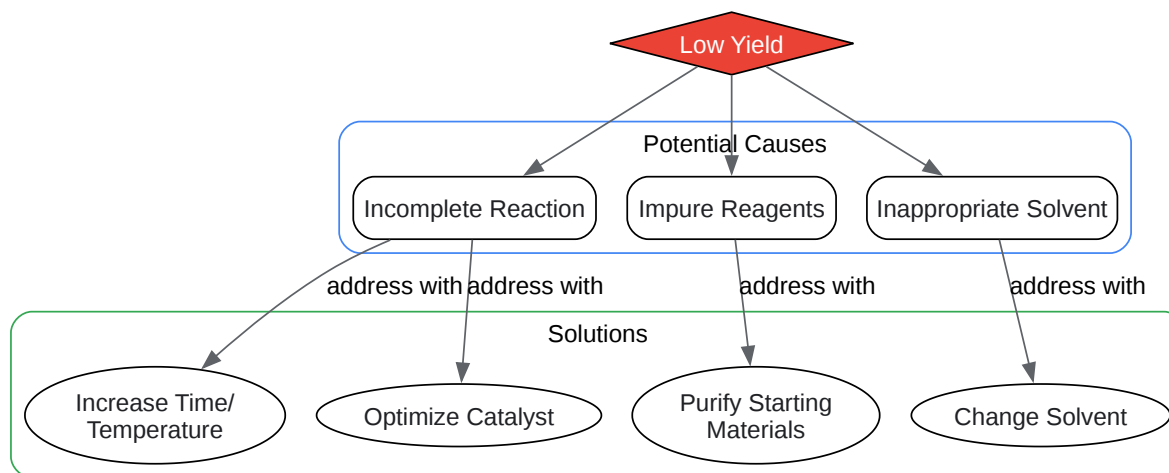 Low Yield
Potential Causes
Incomplete Reaction
Impure Reagents
Inappropriate Solvent
address with
address with
address with
address with
Solutions
Increase Time/
Temperature
Optimize Catalyst
Purify Starting
Materials
Change Solvent